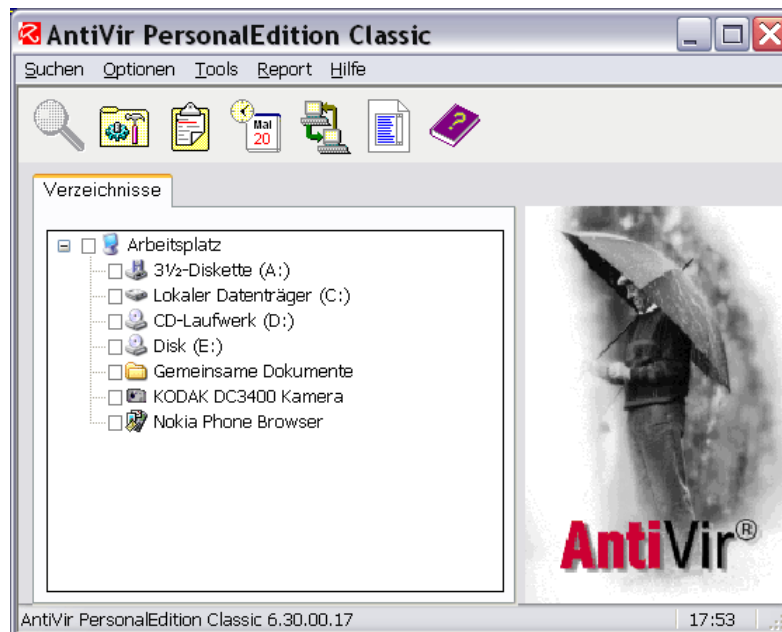 AntiVir PersonalEdition Classic
Suchen Optionen Tools Report Hilfe
Mai
20
?
Verzeichnisse
Arbeitsplatz
3½-Diskette (A:)
Lokaler Datenträger (C:)
CD-Laufwerk (D:)
Disk (E:)
Gemeinsame Dokumente
KODAK DC3400 Kamera
Nokia Phone Browser
AntiVir®
AntiVir PersonalEdition Classic 6.30.00.17
17:53